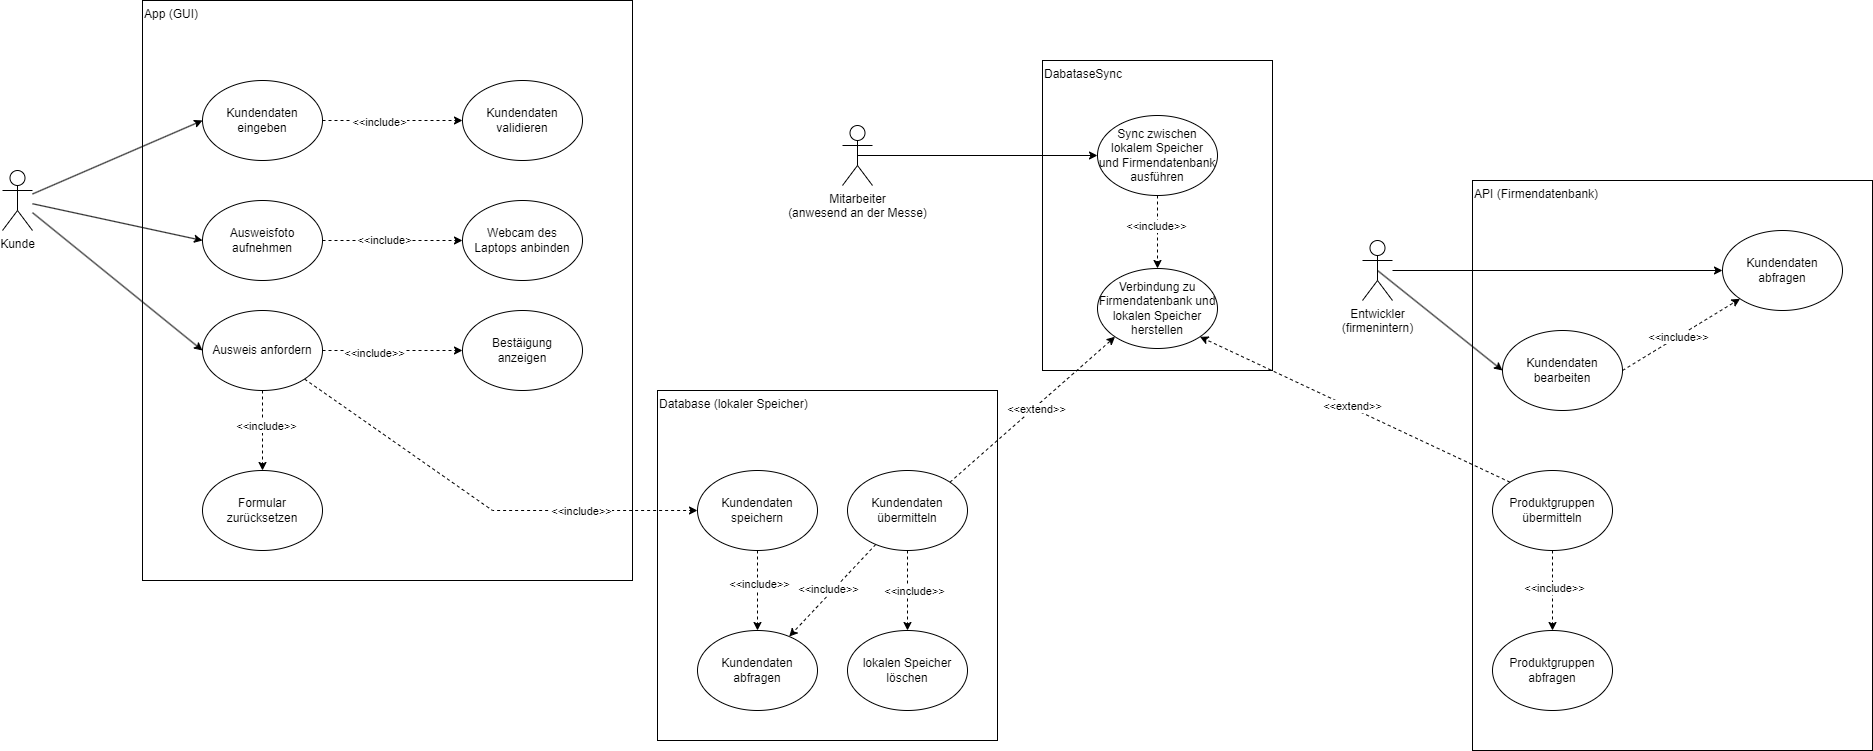 App (GUI)
Kundendaten
eingeben
<<include>
Kundendaten
validieren
Kunde
Ausweisfoto
aufnehmen
<<include>
Webcam des
Laptops anbinden
Ausweis anfordern
<<include>>
Bestäigung
anzeigen
<<include>>
Formular
zurücksetzen
<<include>>
Database (lokaler Speicher)
Kundendaten
speichern
Kundendaten
übermitteln
<<include>>
<<include>>
<<include>>
Kundendaten
abfragen
lokalen Speicher
löschen
Mitarbeiter
(anwesend an der Messe)
DabataseSync
Sync zwischen
lokalem Speicher
und Firmendatenbank
ausführen
<<include>>
Verbindung zu
Firmendatenbank und
lokalen Speicher
herstellen
<<extend>>
<<extend>>
Entwickler
(firmenintern)
API (Firmendatenbank)
Kundendaten
abfragen
<<include>>
Kundendaten
bearbeiten
Produktgruppen
übermitteln
<<include>>
Produktgruppen
abfragen